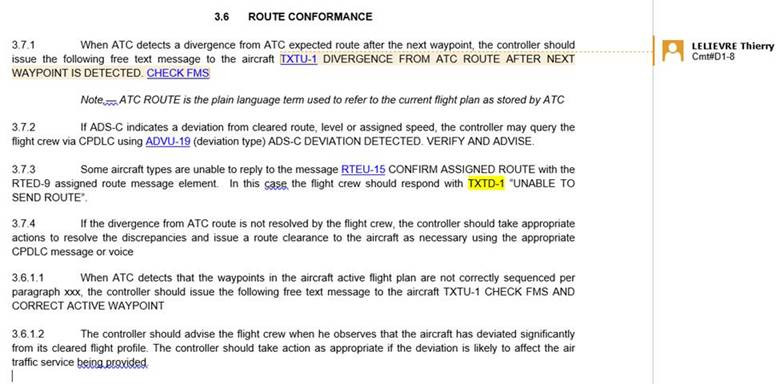 3.6 ROUTE CONFORMANCE
3.7.1 When ATC detects a divergence from ATC expected route after the next waypoint, the controller should
issue the following free text message to the aircraft TXTU-1 DIVERGENCE FROM ATC ROUTE AFTER NEXT
WAYPOINT IS DETECTED. CHECK FMS
LELIEVRE Thierry
Cmt#D1-8
Note.— ATC ROUTE is the plain language term used to refer to the current flight plan as stored by ATC
3.7.2 If ADS-C indicates a deviation from cleared route, level or assigned speed, the controller may query the
flight crew via CPDLC using ADVU-19 (deviation type) ADS-C DEVIATION DETECTED. VERIFY AND ADVISE.
3.7.3 Some aircraft types are unable to reply to the message RTEU-15 CONFIRM ASSIGNED ROUTE with the
RTED-9 assigned route message element. In this case the flight crew should respond with TXTD-1 "UNABLE TO
SEND ROUTE".
3.7.4 If the divergence from ATC route is not resolved by the flight crew, the controller should take appropriate
actions to resolve the discrepancies and issue a route clearance to the aircraft as necessary using the appropriate
CPDLC message or voice
3.6.1.1 When ATC detects that the waypoints in the aircraft active flight plan are not correctly sequenced per
paragraph xxx, the controller should issue the following free text message to the aircraft TXTU-1 CHECK FMS AND
CORRECT ACTIVE WAYPOINT
3.6.1.2 The controller should advise the flight crew when he observes that the aircraft has deviated significantly
from its cleared flight profile. The controller should take action as appropriate if the deviation is likely to affect the air
traffic service being provided.